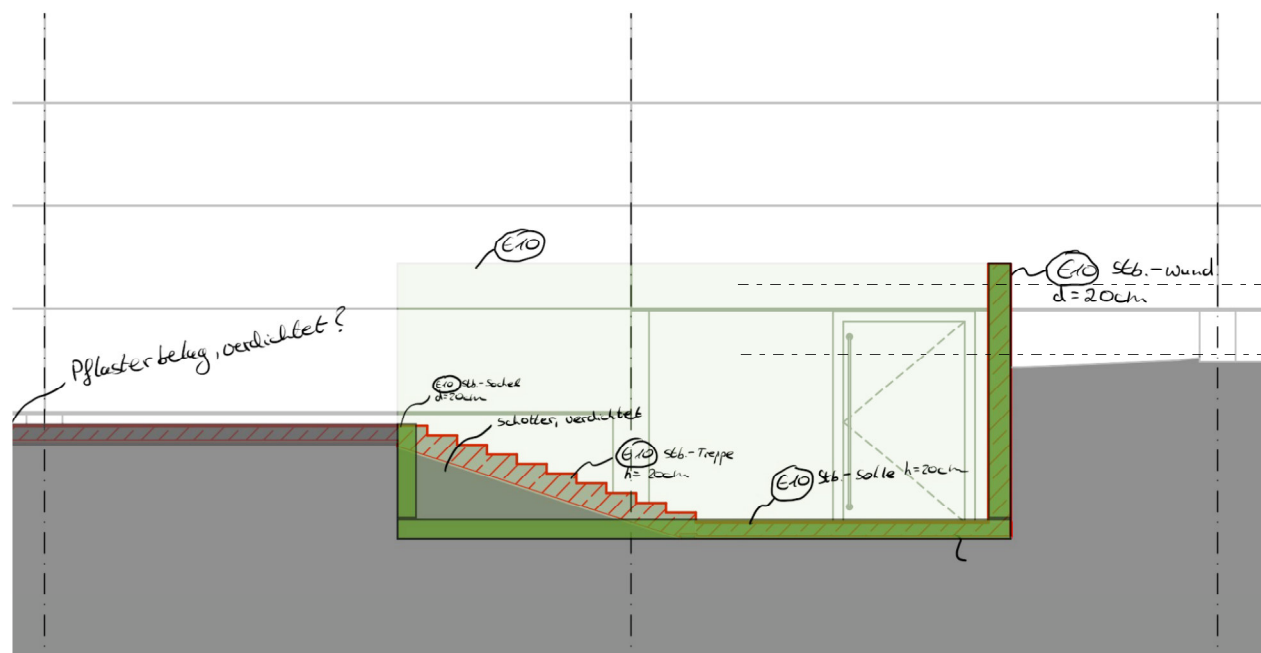 E10
E10 Stb.-Wand
d=20cm
Pflasterbelag, verdichtet?
E10 Stb.-Sockel
d=20cm
Schotter, verdichtet
E10 Stb.-Treppe
h=20cm
E10 Stb.-Solle h=20cm